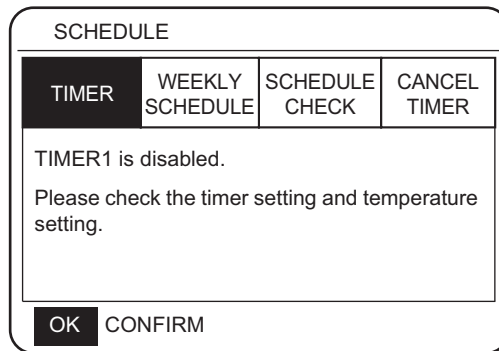 SCHEDULE
TIMER
WEEKLY SCHEDULE
SCHEDULE CHECK
CANCEL TIMER
TIMER1 is disabled.
Please check the timer setting and temperature
setting.
OK CONFIRM